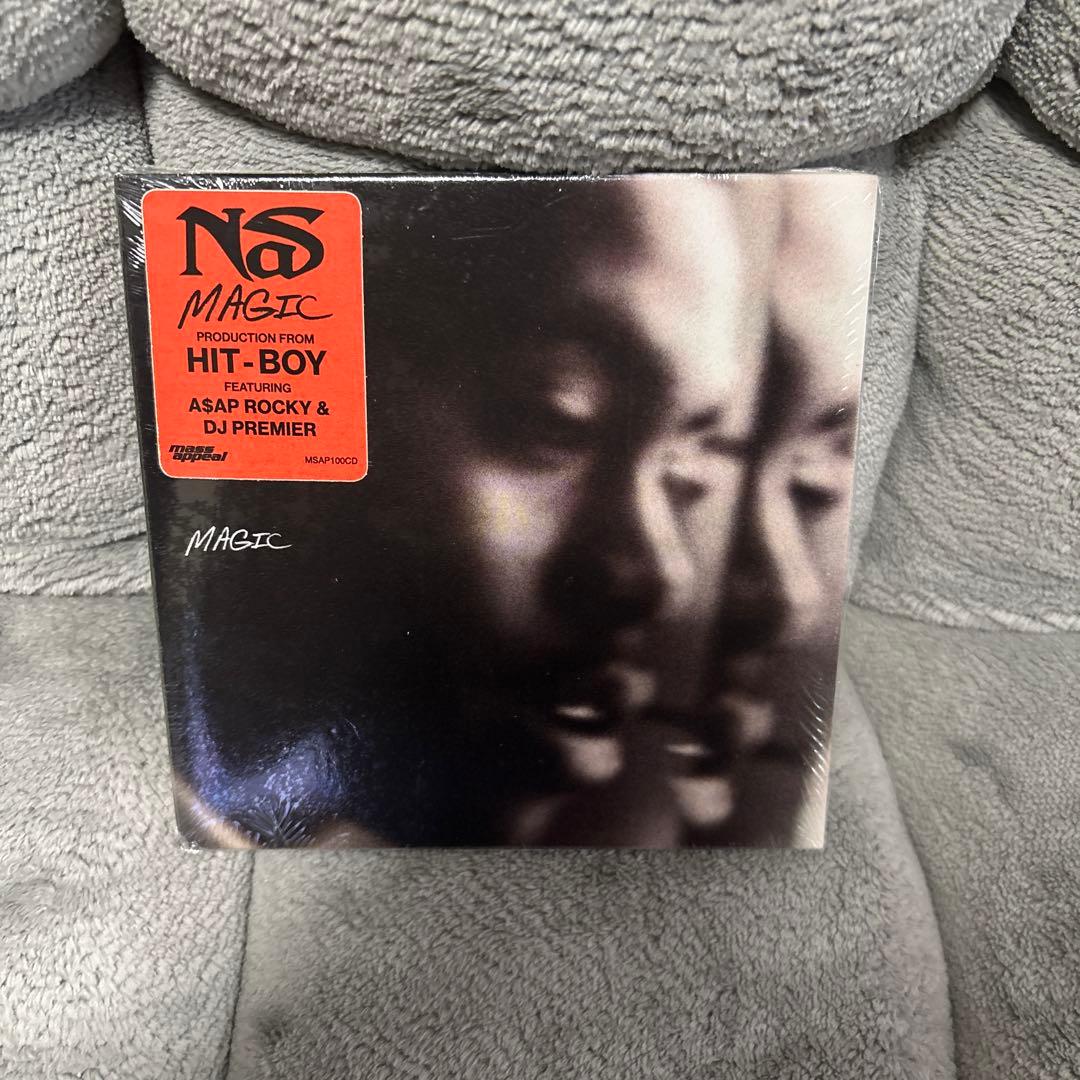 NaS
MAGIC
PRODUCTION FROM
HIT-BOY
FEATURING
A$AP ROCKY &
DJ PREMIER
mass
appeal
MSAP100CD
MAGIC